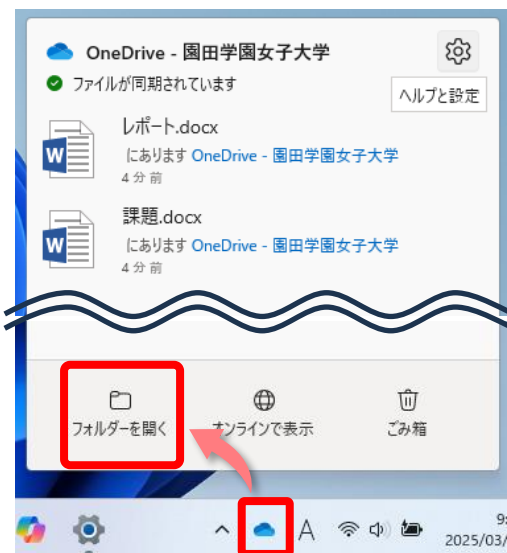 OneDrive - 園田学園女子大学
ファイルが同期されています
ヘルプと設定
レポート.docx
にあります OneDrive - 園田学園女子大学
4 分前
課題.docx
にあります OneDrive - 園田学園女子大学
4 分前
フォルダーを開く
オンラインで表示
ごみ箱
A
9:
2025/03/